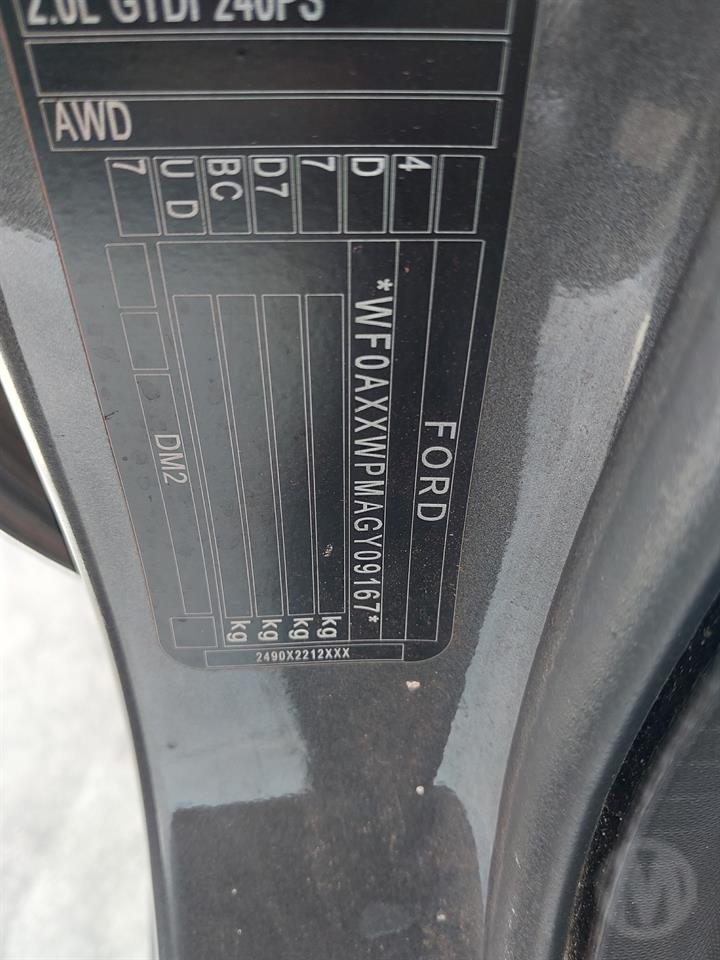 2.0L GTDI 240PS
AWD
4
D
7
D7
BC
U D
7
FORD
*WF0AXXWPMAGY09167*
kg
kg
kg
kg
DM2
2490X2212XXX
M